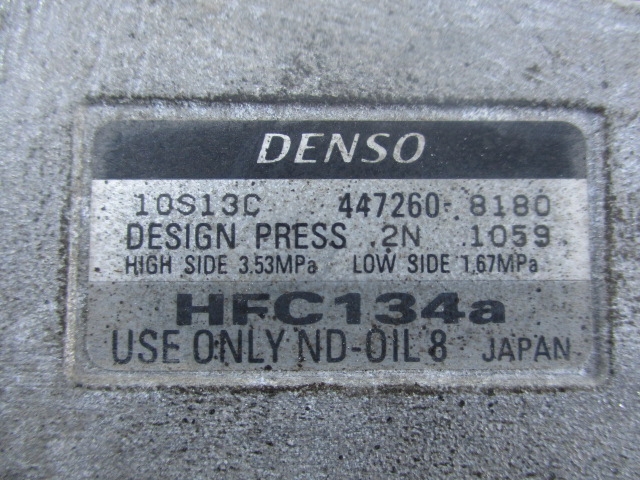 DENSO
10S13C 447260-8180
DESIGN PRESS .2N .1059
HIGH SIDE 3.53MPa LOW SIDE 1.67MPa
HFC134a
USE ONLY ND-OIL 8 JAPAN